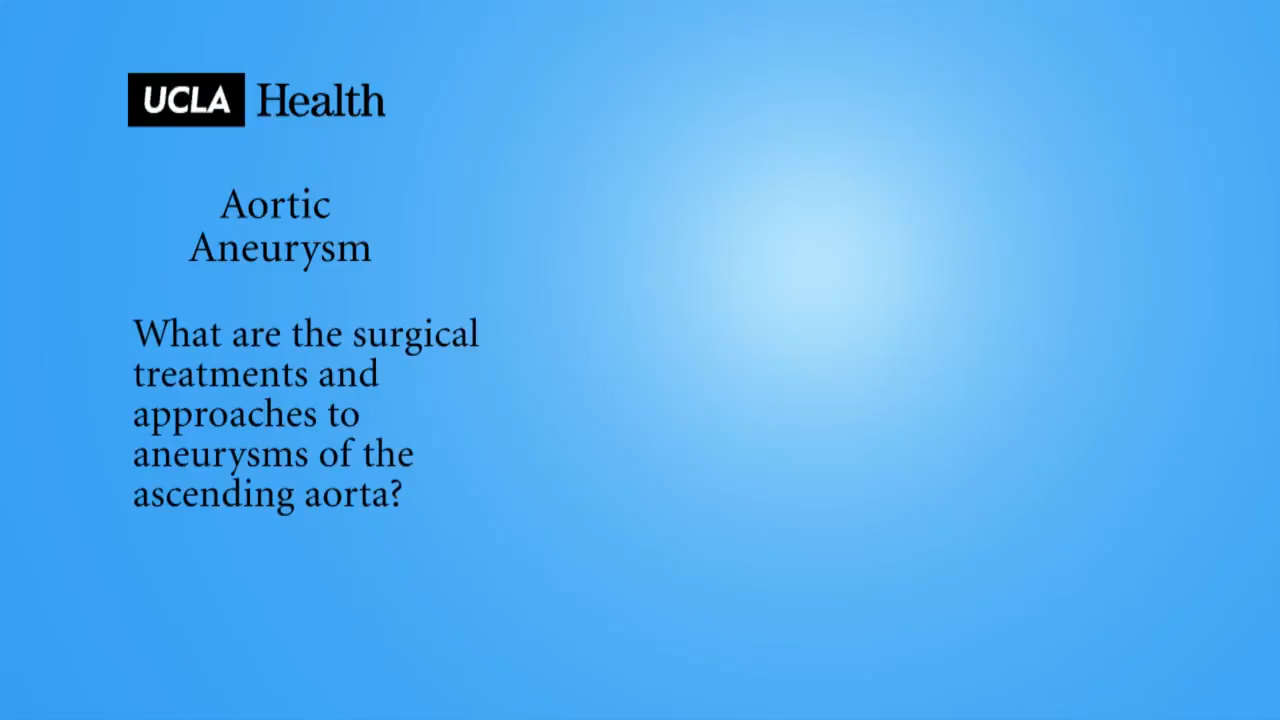 UCLA Health
Aortic
Aneurysm
What are the surgical
treatments and
approaches to
aneurysms of the
ascending aorta?